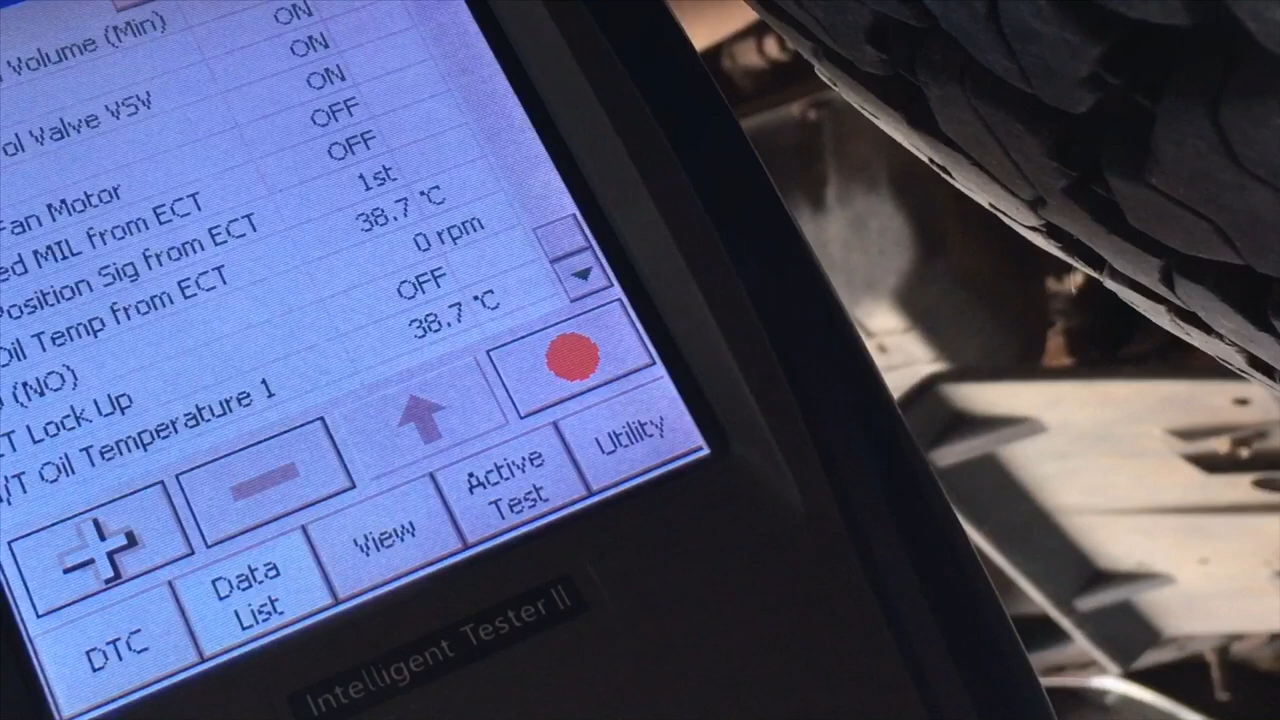 Volume (Min)
ON
ol Valve VSV ON
ON
Fan Motor OFF
ed MIL from ECT OFF
Position Sig from ECT 1st
Oil Temp from ECT 38.7 °C
(NO) 0 rpm
T Lock Up OFF
/T Oil Temperature 1 38.7 °C
DTC
Data
List
View
Active
Test
Utility
Intelligent Tester II